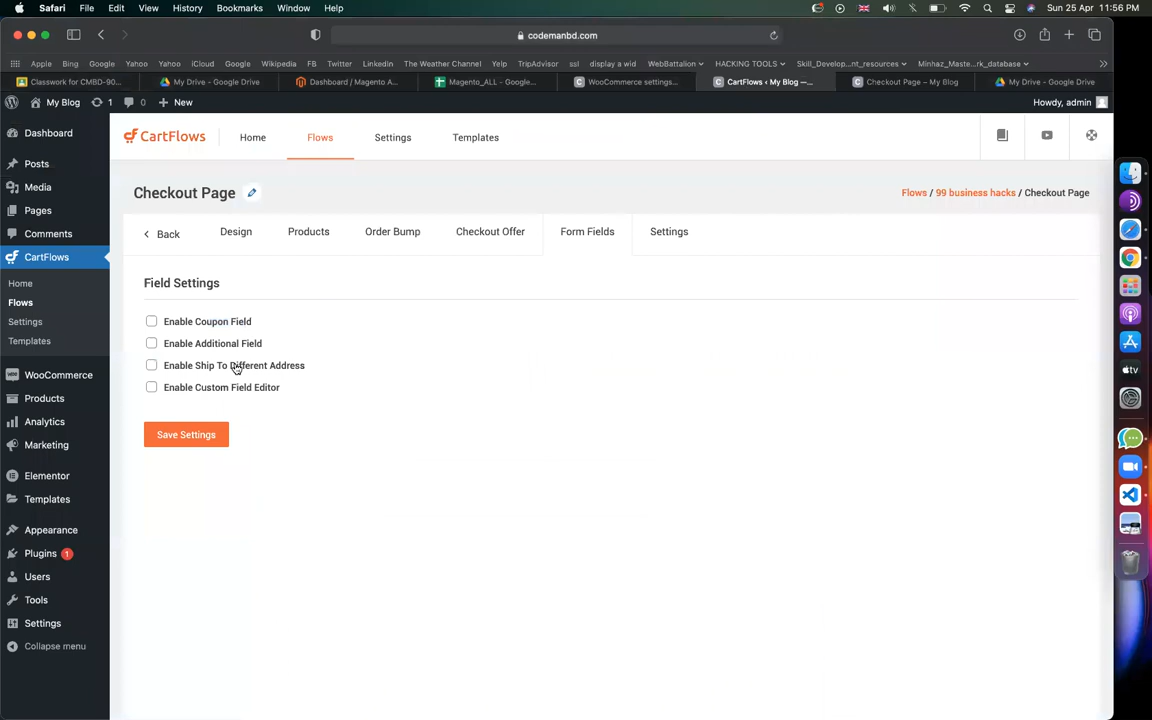 Safari File Edit View History Bookmarks Window Help Sun 25 Apr 11:56 PM
codemanbd.com
Apple Bing Google Yahoo Yahoo iCloud Google Wikipedia FB Twitter LinkedIn The Weather Channel Yelp TripAdvisor ssl display a wid WebBattalion HACKING TOOLS Skill_Develop...nt_resources Minhaz_Maste...rk_database
Classwork for CMBD-90... My Drive – Google Drive Dashboard / Magento A... Magento_ALL - Google... WooCommerce settings... CartFlows ‹ My Blog —... Checkout Page – My Blog My Drive – Google Drive
My Blog 1 0 New Howdy, admin
Dashboard
Posts
Media
Pages
Comments
CartFlows
Home
Flows
Settings
Templates
WooCommerce
Products
Analytics
Marketing
Elementor
Templates
Appearance
Plugins 1
Users
Tools
Settings
Collapse menu
CartFlows Home Flows Settings Templates
Checkout Page Flows / 99 business hacks / Checkout Page
Back Design Products Order Bump Checkout Offer Form Fields Settings
Field Settings
Enable Coupon Field
Enable Additional Field
Enable Ship To Different Address
Enable Custom Field Editor
Save Settings
tv